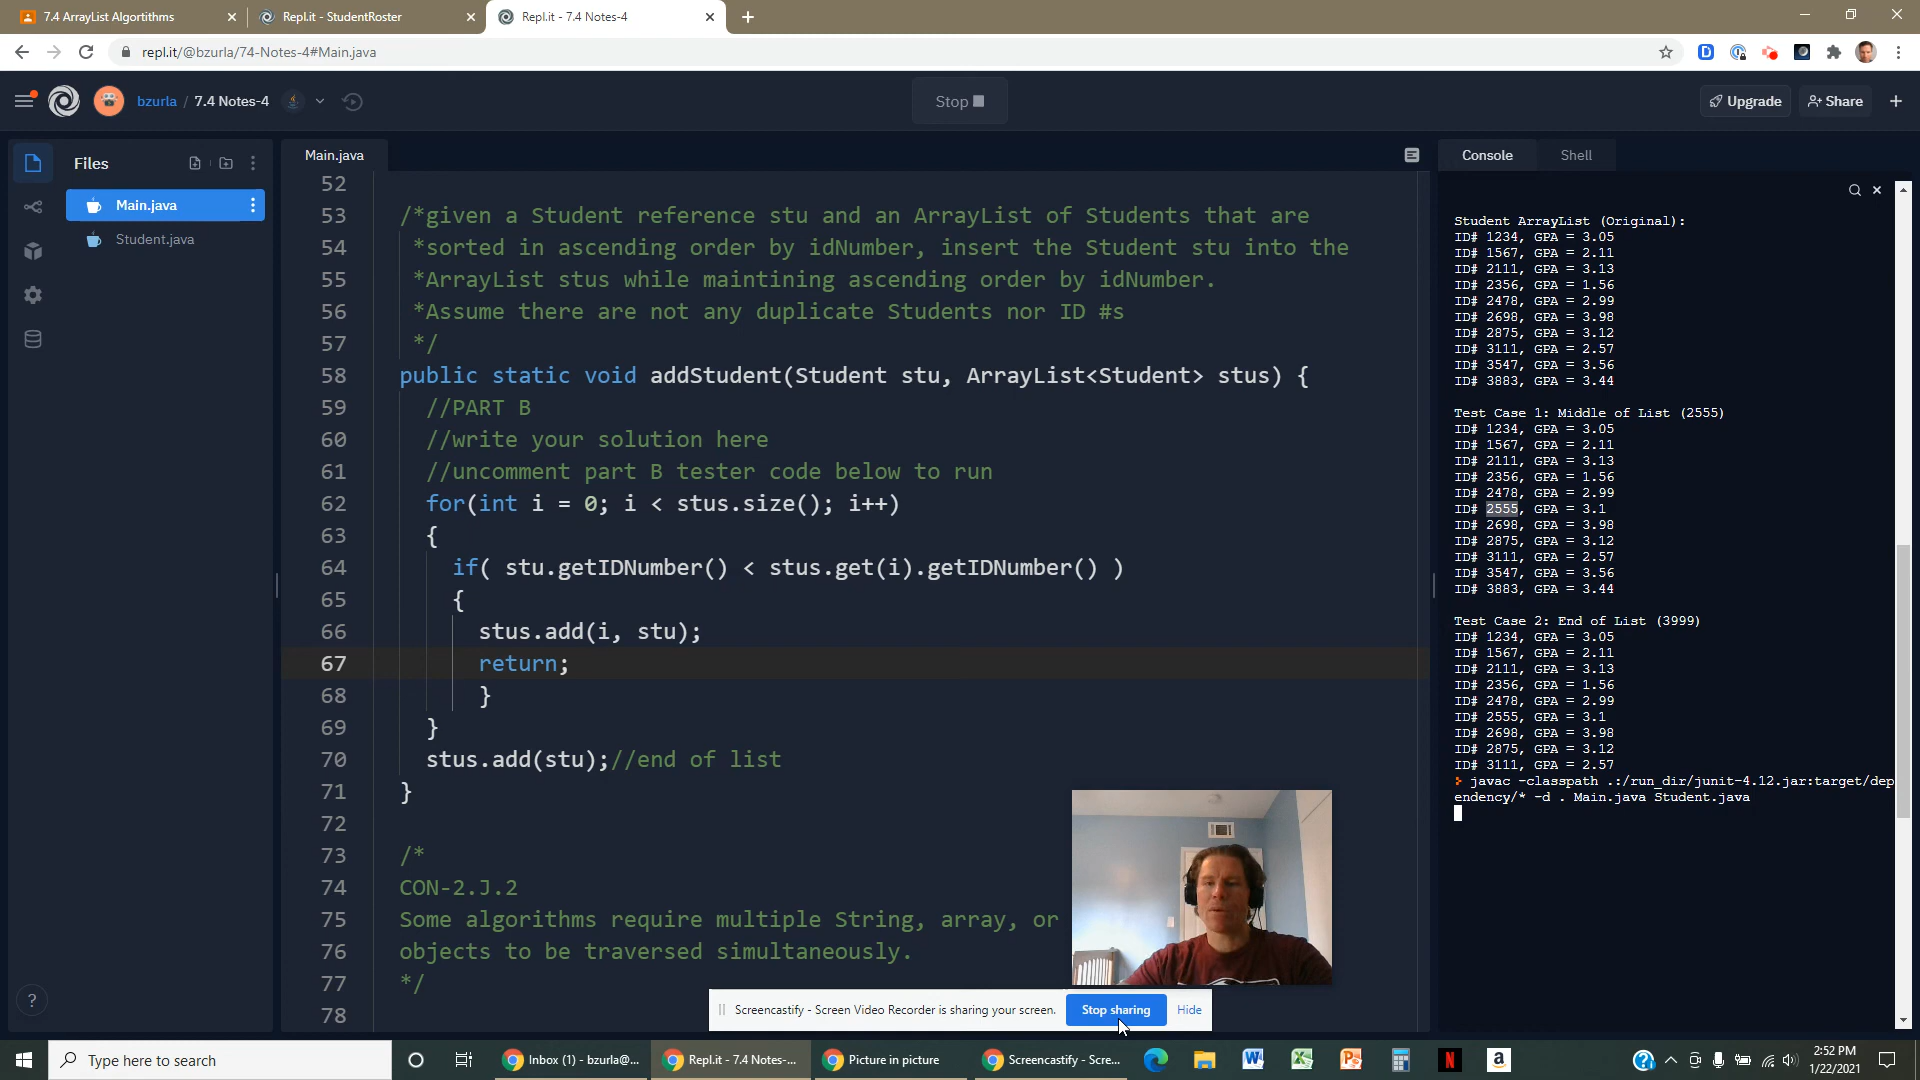 7.4 ArrayList Algortithms
Repl.it - StudentRoster
Repl.it - 7.4 Notes-4
repl.it/@bzurla/74-Notes-4#Main.java
bzurla / 7.4 Notes-4
Stop
Upgrade
Share
Files
Main.java
Student.java
Main.java
52
53 /*given a Student reference stu and an ArrayList of Students that are
54 *sorted in ascending order by idNumber, insert the Student stu into the
55 *ArrayList stus while maintining ascending order by idNumber.
56 *Assume there are not any duplicate Students nor ID #s
57 */
58 public static void addStudent(Student stu, ArrayList<Student> stus) {
59 //PART B
60 //write your solution here
61 //uncomment part B tester code below to run
62 for(int i = 0; i < stus.size(); i++)
63 {
64 if( stu.getIDNumber() < stus.get(i).getIDNumber() )
65 {
66 stus.add(i, stu);
67 return;
68 }
69 }
70 stus.add(stu);//end of list
71 }
72
73 /*
74 CON-2.J.2
75 Some algorithms require multiple String, array, or
76 objects to be traversed simultaneously.
77 */
78
Console
Shell
Student ArrayList (Original):
ID# 1234, GPA = 3.05
ID# 1567, GPA = 2.11
ID# 2111, GPA = 3.13
ID# 2356, GPA = 1.56
ID# 2478, GPA = 2.99
ID# 2698, GPA = 3.98
ID# 2875, GPA = 3.12
ID# 3111, GPA = 2.57
ID# 3547, GPA = 3.56
ID# 3883, GPA = 3.44
Test Case 1: Middle of List (2555)
ID# 1234, GPA = 3.05
ID# 1567, GPA = 2.11
ID# 2111, GPA = 3.13
ID# 2356, GPA = 1.56
ID# 2478, GPA = 2.99
ID# 2555, GPA = 3.1
ID# 2698, GPA = 3.98
ID# 2875, GPA = 3.12
ID# 3111, GPA = 2.57
ID# 3547, GPA = 3.56
ID# 3883, GPA = 3.44
Test Case 2: End of List (3999)
ID# 1234, GPA = 3.05
ID# 1567, GPA = 2.11
ID# 2111, GPA = 3.13
ID# 2356, GPA = 1.56
ID# 2478, GPA = 2.99
ID# 2555, GPA = 3.1
ID# 2698, GPA = 3.98
ID# 2875, GPA = 3.12
ID# 3111, GPA = 2.57
javac -classpath .:/run_dir/junit-4.12.jar:target/dep
endency/* -d . Main.java Student.java
Screencastify - Screen Video Recorder is sharing your screen.
Stop sharing
Hide
Type here to search
Inbox (1) - bzurla@...
Repl.it - 7.4 Notes-...
Picture in picture
Screencastify - Scre...
2:52 PM
1/22/2021